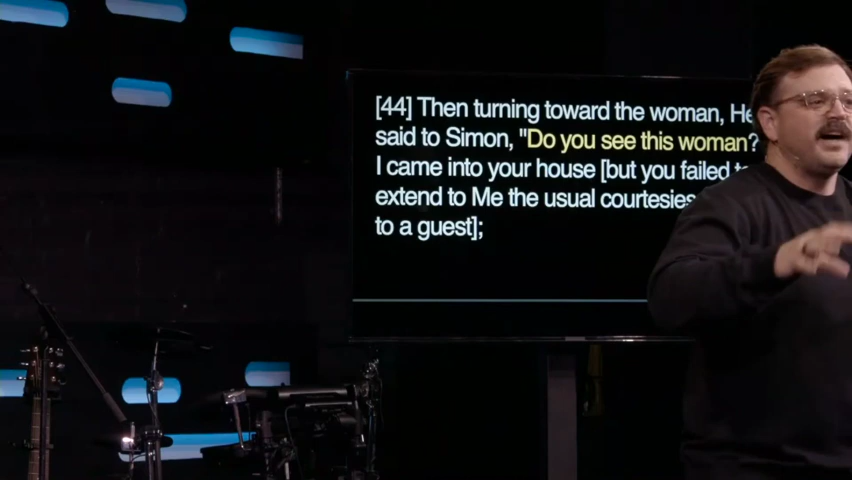 [44] Then turning toward the woman, He
said to Simon, "Do you see this woman?
I came into your house [but you failed to
extend to Me the usual courtesies
to a guest];